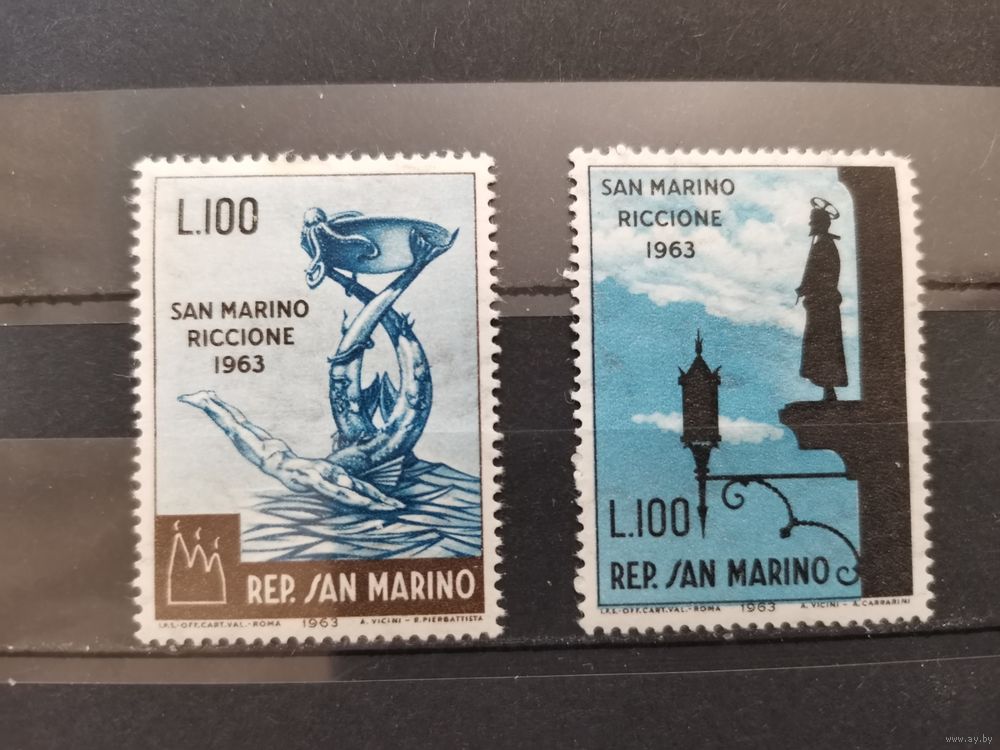 L.100
SAN MARINO
RICCIONE
1963
REP. SAN MARINO
I.P.S.-OFF.CART.VAL.-ROMA 1963 A. VICINI - E. PIERBATTISTA
SAN MARINO
RICCIONE
1963
L.100
REP. SAN MARINO
I.P.S.-OFF.CART.VAL.-ROMA 1963 A. VICINI - A. CARRARINI
www.ay.by